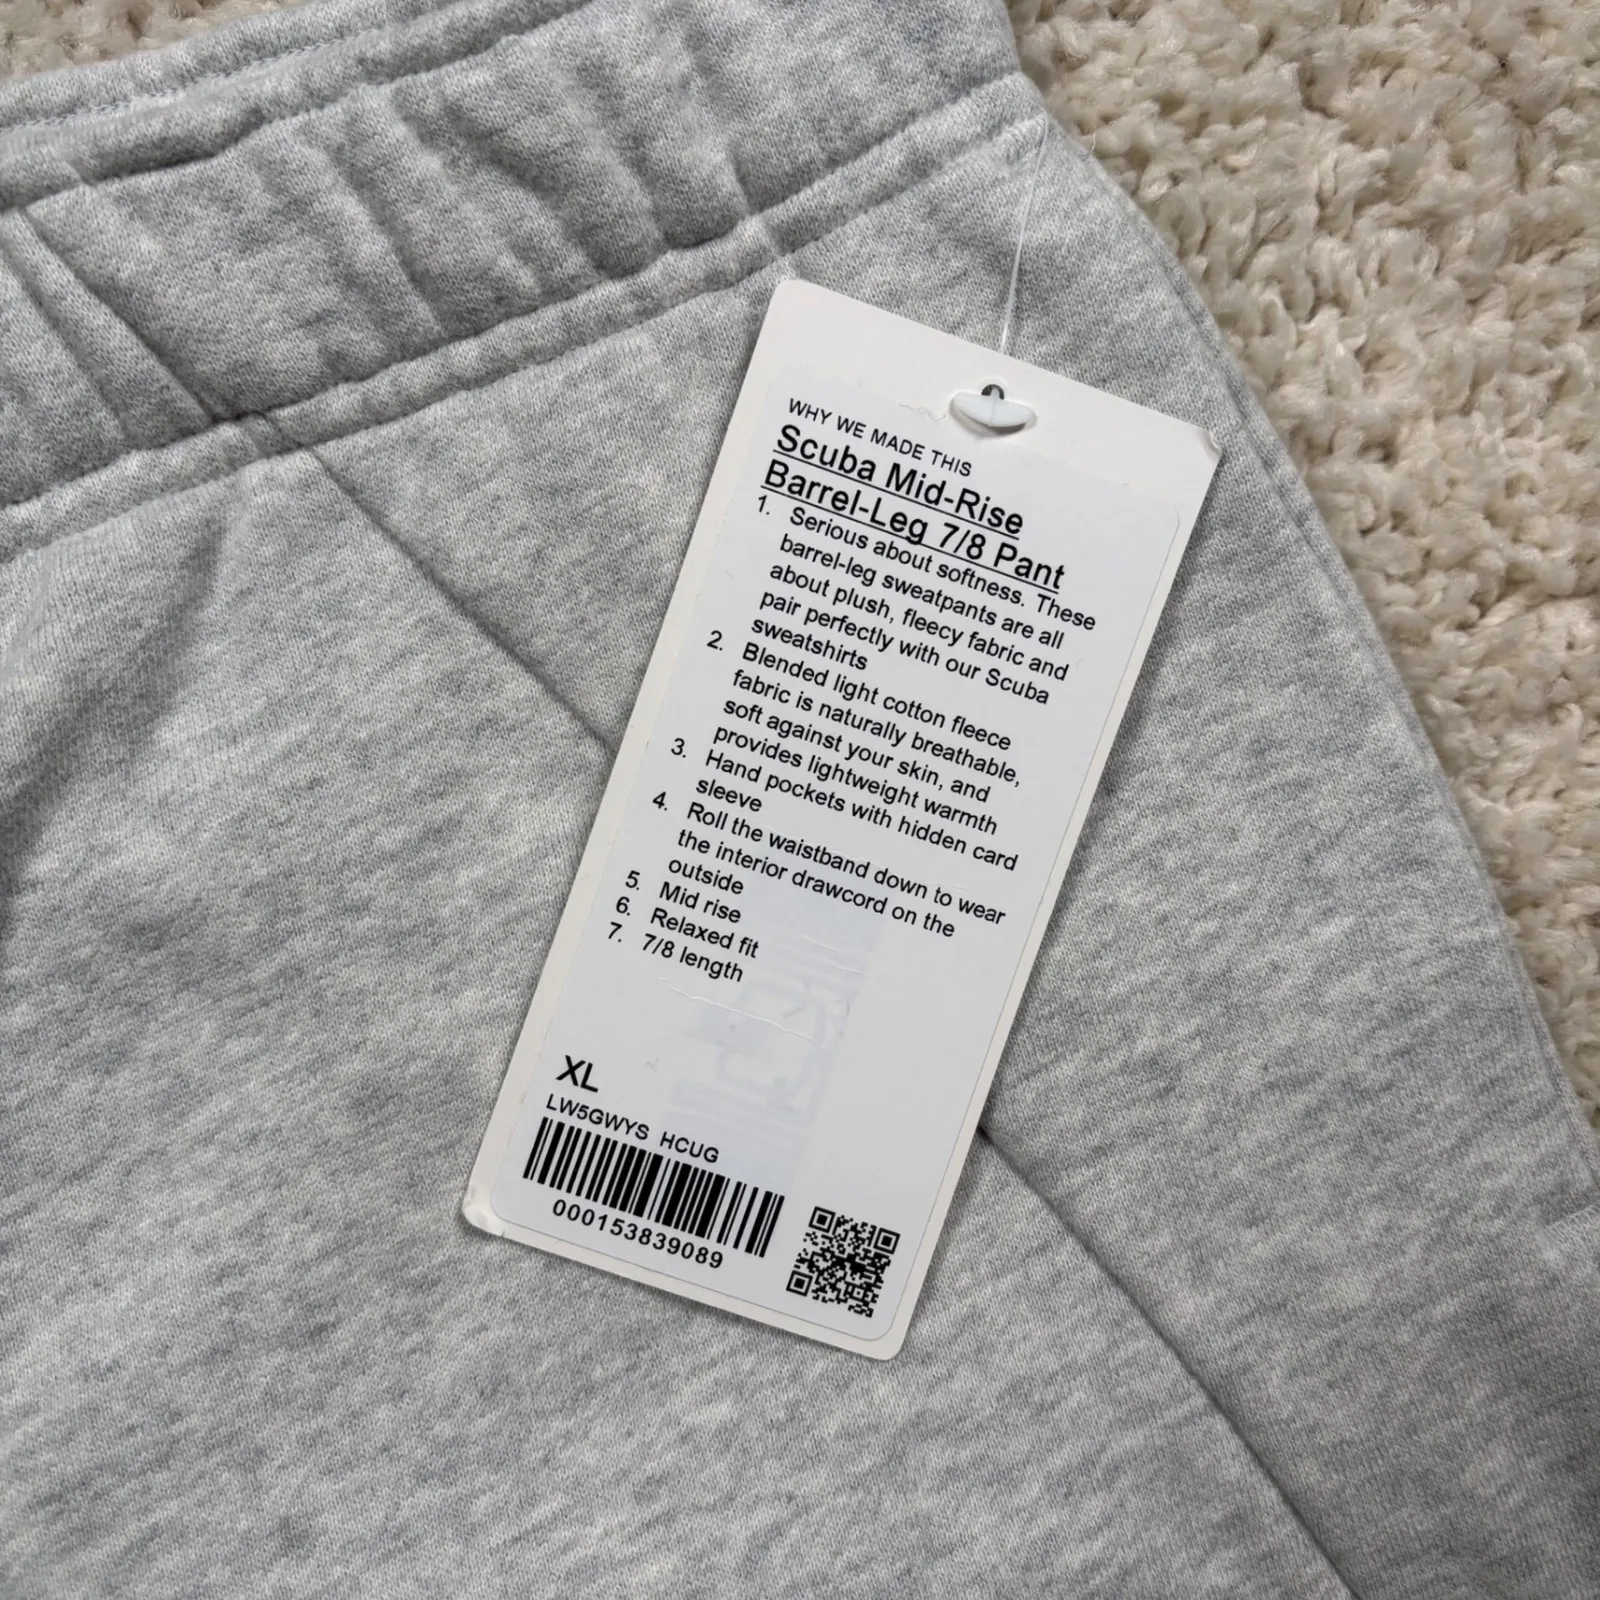 WHY WE MADE THIS
Scuba Mid-Rise
Barrel-Leg 7/8 Pant
1. Serious about softness. These
barrel-leg sweatpants are all
about plush, fleecy fabric and
pair perfectly with our Scuba
sweatshirts
2. Blended light cotton fleece
fabric is naturally breathable,
soft against your skin, and
provides lightweight warmth
3. Hand pockets with hidden card
sleeve
4. Roll the waistband down to wear
the interior drawcord on the
outside
5. Mid rise
6. Relaxed fit
7. 7/8 length
XL
LW5GWYS HCUG
000153839089